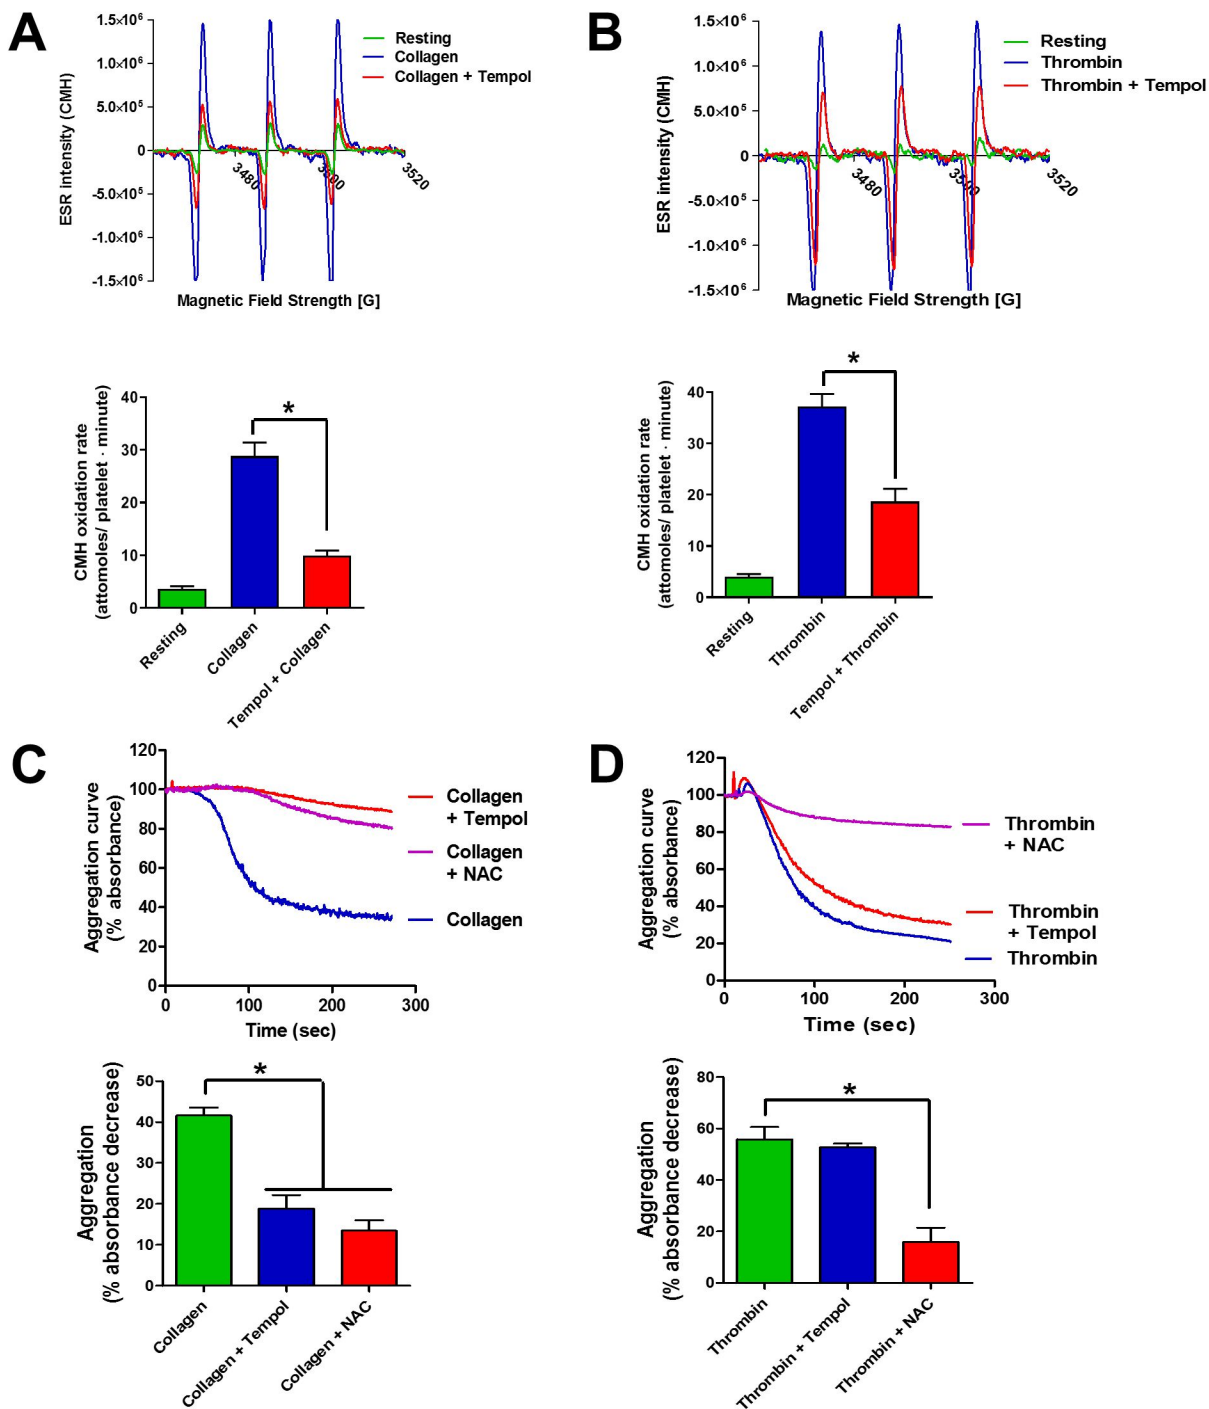 A
1.5×10⁶
1.0×10⁶
5.0×10⁵
0
-5.0×10⁵
-1.0×10⁶
-1.5×10⁶
ESR intensity (CMH)
Resting
Collagen
Collagen + Tempol
3480
3500
3520
Magnetic Field Strength [G]
B
1.5×10⁶
1.0×10⁶
5.0×10⁵
0
-5.0×10⁵
-1.0×10⁶
-1.5×10⁶
ESR intensity (CMH)
Resting
Thrombin
Thrombin + Tempol
3480
3500
3520
Magnetic Field Strength [G]
CMH oxidation rate
(attomoles/ platelet · minute)
40
30
20
10
0
*
Resting
Collagen
Tempol + Collagen
CMH oxidation rate
(attomoles/ platelet · minute)
40
30
20
10
0
*
Resting
Thrombin
Tempol + Thrombin
C
Aggregation curve
(% absorbance)
120
100
80
60
40
20
0
0
100
200
300
Time (sec)
Collagen
+ Tempol
Collagen
+ NAC
Collagen
D
Aggregation curve
(% absorbance)
120
100
80
60
40
20
0
0
100
200
300
Time (sec)
Thrombin
+ NAC
Thrombin
+ Tempol
Thrombin
Aggregation
(% absorbance decrease)
50
40
30
20
10
0
*
Collagen
Collagen + Tempol
Collagen + NAC
Aggregation
(% absorbance decrease)
80
60
40
20
0
*
Thrombin
Thrombin + Tempol
Thrombin + NAC